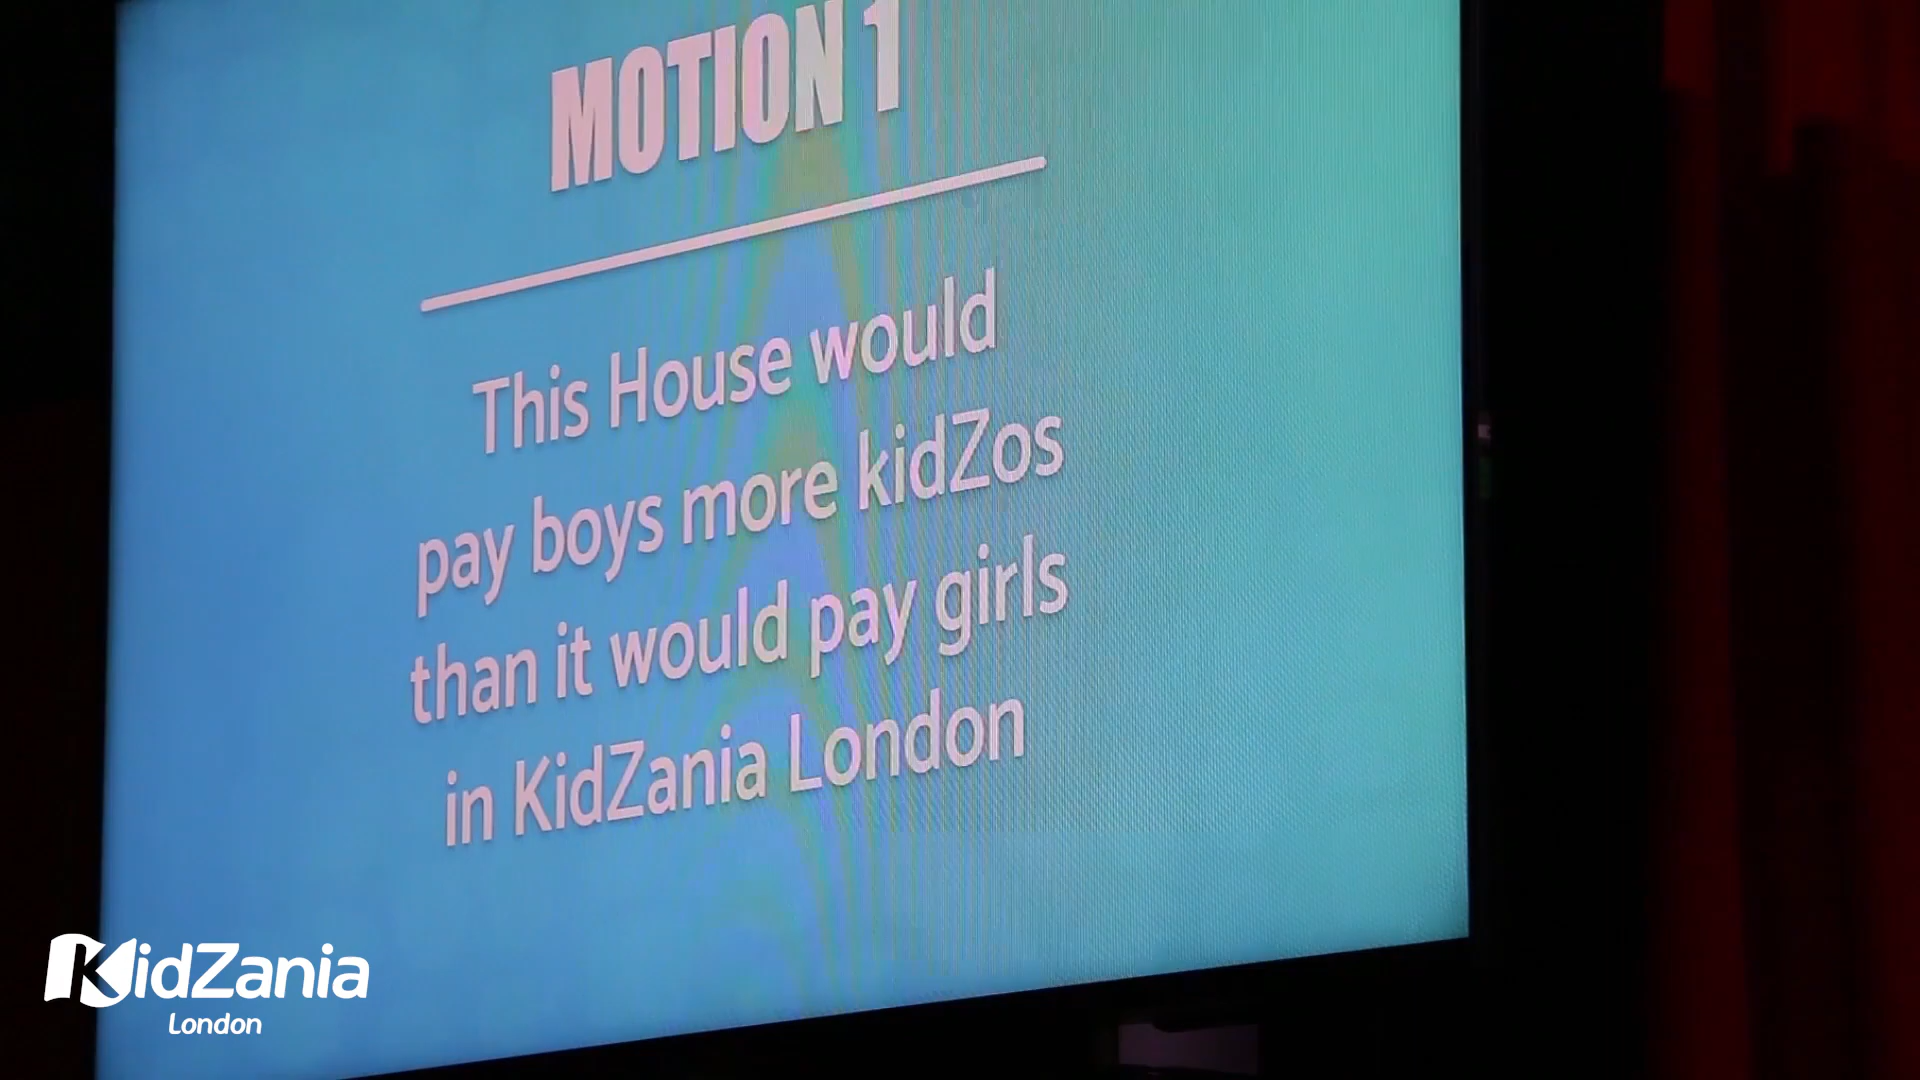 MOTION 1
This House would
pay boys more kidZos
than it would pay girls
in KidZania London
KidZania
London